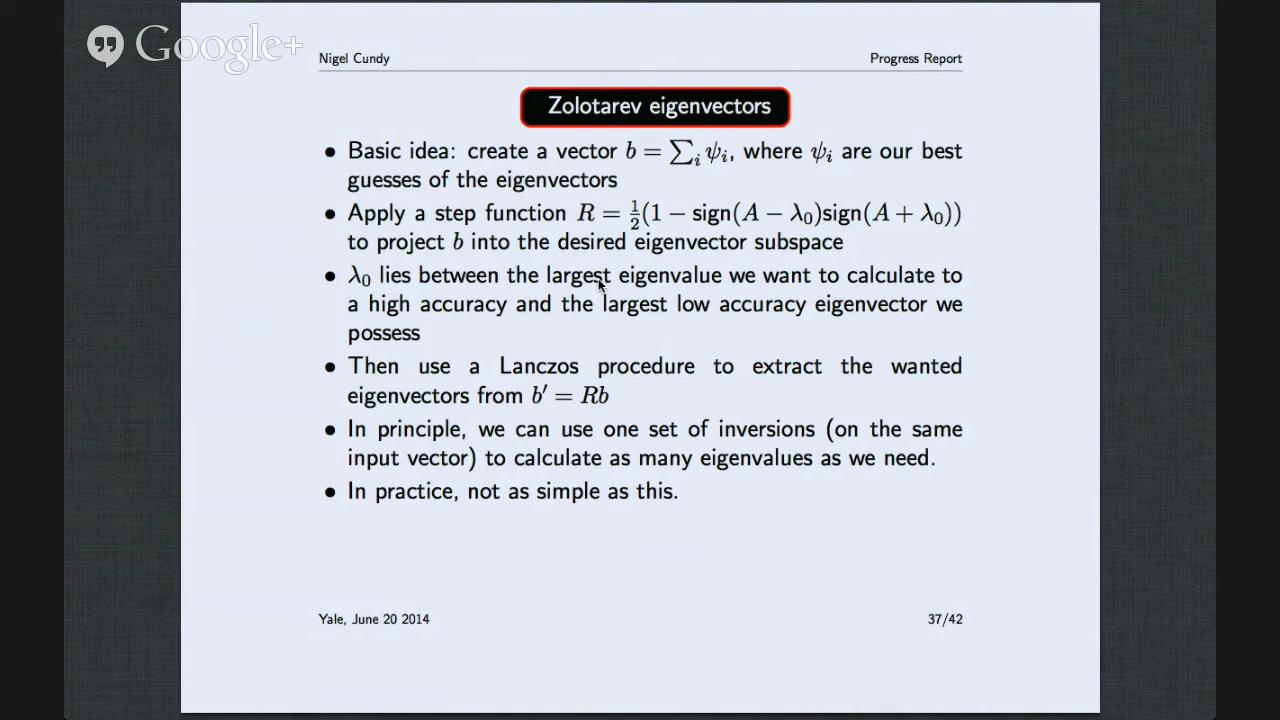 Google+
Nigel Cundy Progress Report
Zolotarev eigenvectors
• Basic idea: create a vector b = ∑ᵢ ψᵢ, where ψᵢ are our best
guesses of the eigenvectors
• Apply a step function R = ½(1 − sign(A − λ₀)sign(A + λ₀))
to project b into the desired eigenvector subspace
• λ₀ lies between the largest eigenvalue we want to calculate to
a high accuracy and the largest low accuracy eigenvector we
possess
• Then use a Lanczos procedure to extract the wanted
eigenvectors from b′ = Rb
• In principle, we can use one set of inversions (on the same
input vector) to calculate as many eigenvalues as we need.
• In practice, not as simple as this.
Yale, June 20 2014 37/42